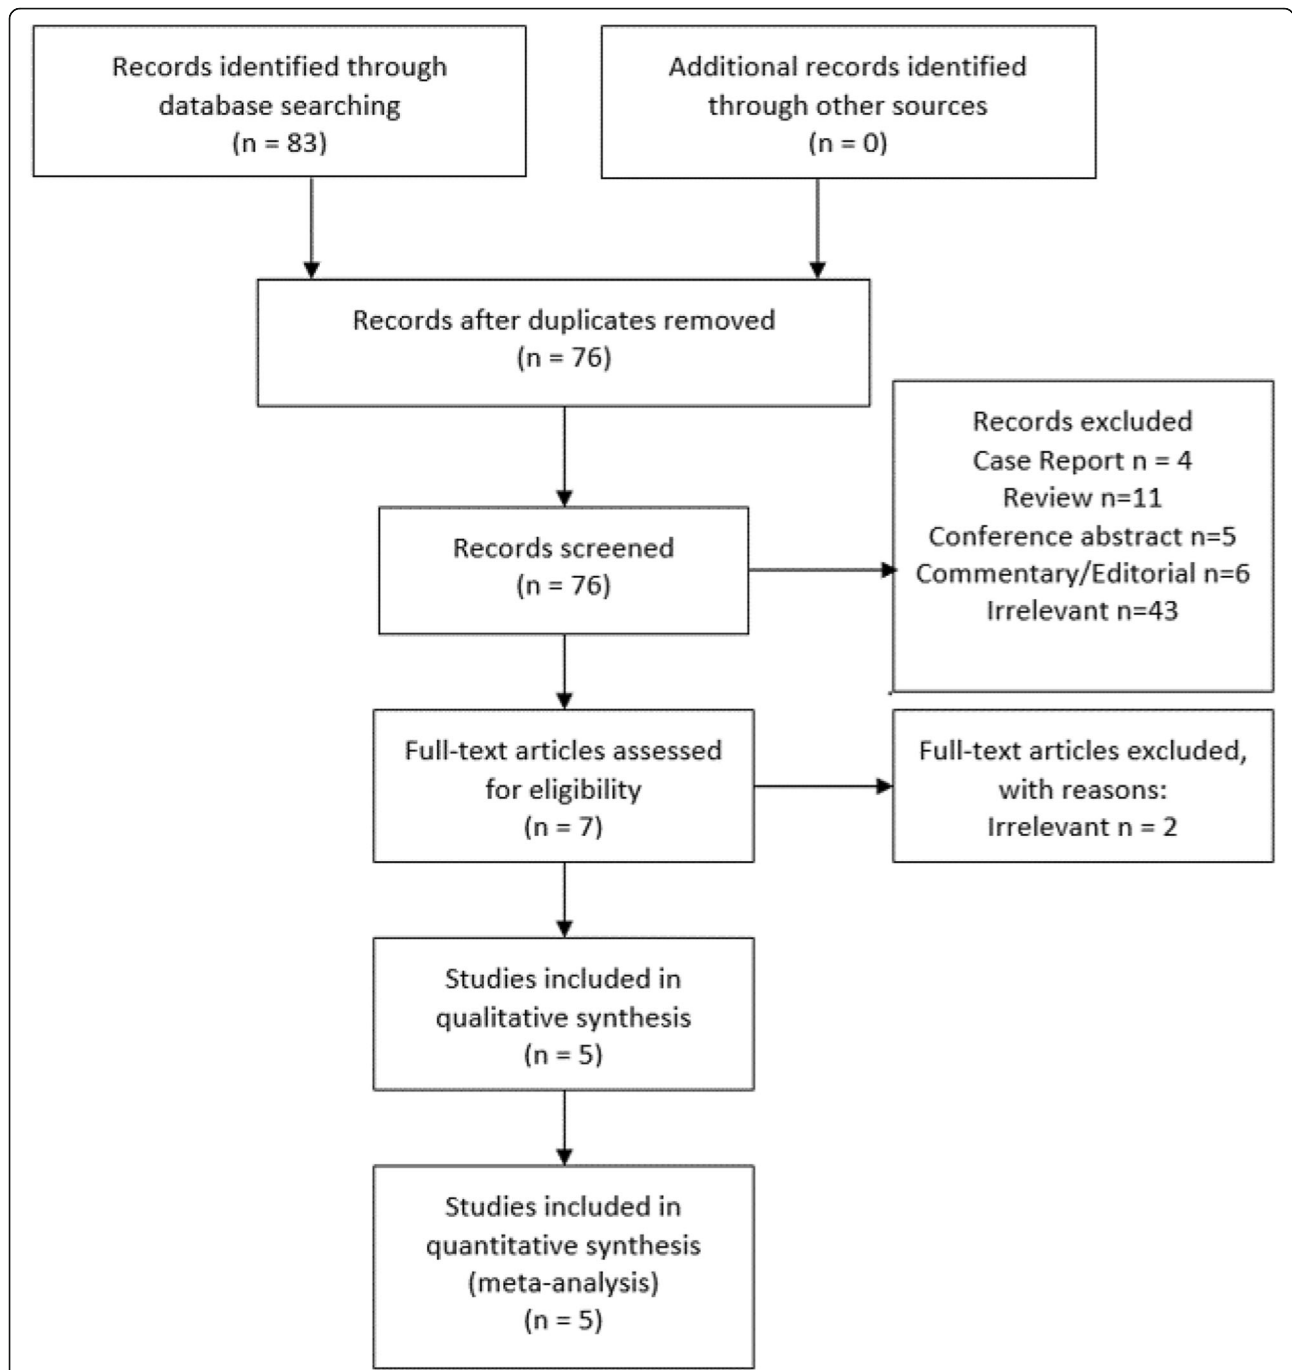 Records identified through
database searching
(n = 83)
Additional records identified
through other sources
(n = 0)
Records after duplicates removed
(n = 76)
Records screened
(n = 76)
Records excluded
Case Report n = 4
Review n=11
Conference abstract n=5
Commentary/Editorial n=6
Irrelevant n=43
Full-text articles assessed
for eligibility
(n = 7)
Full-text articles excluded,
with reasons:
Irrelevant n = 2
Studies included in
qualitative synthesis
(n = 5)
Studies included in
quantitative synthesis
(meta-analysis)
(n = 5)